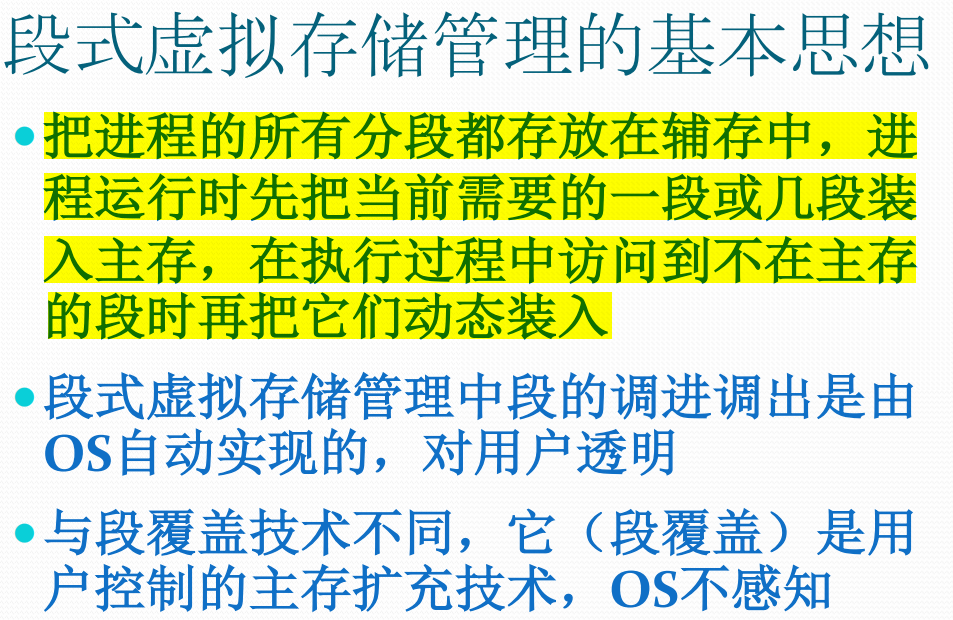 段式虚拟存储管理的基本思想
•把进程的所有分段都存放在辅存中，进
程运行时先把当前需要的一段或几段装
入主存，在执行过程中访问到不在主存
的段时再把它们动态装入
•段式虚拟存储管理中段的调进调出是由
OS自动实现的，对用户透明
•与段覆盖技术不同，它（段覆盖）是用
户控制的主存扩充技术，OS不感知